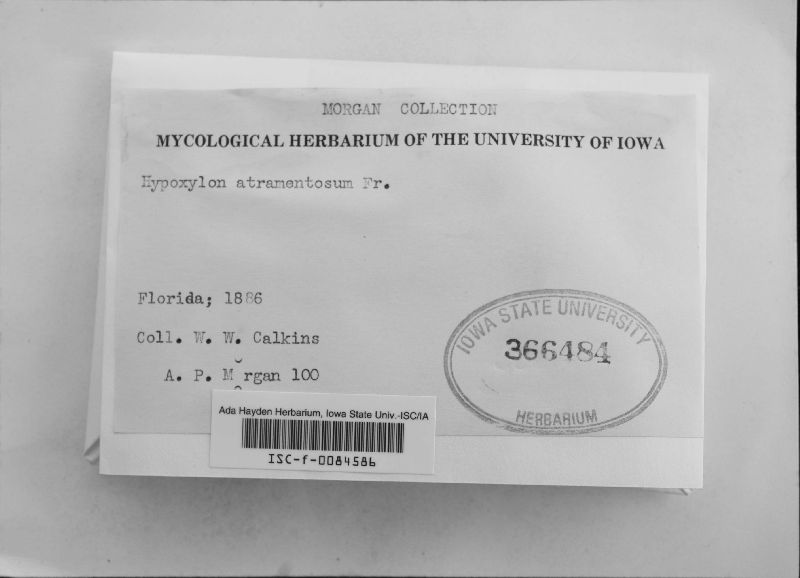 MORGAN COLLECTION
MYCOLOGICAL HERBARIUM OF THE UNIVERSITY OF IOWA
Hypoxylon atramentosum Fr.
Florida; 1886
Coll. W. W. Calkins
A. P. Morgan 100
IOWA STATE UNIVERSITY
366484
HERBARIUM
Ada Hayden Herbarium, Iowa State Univ.-ISC/IA
ISC-f-0084586